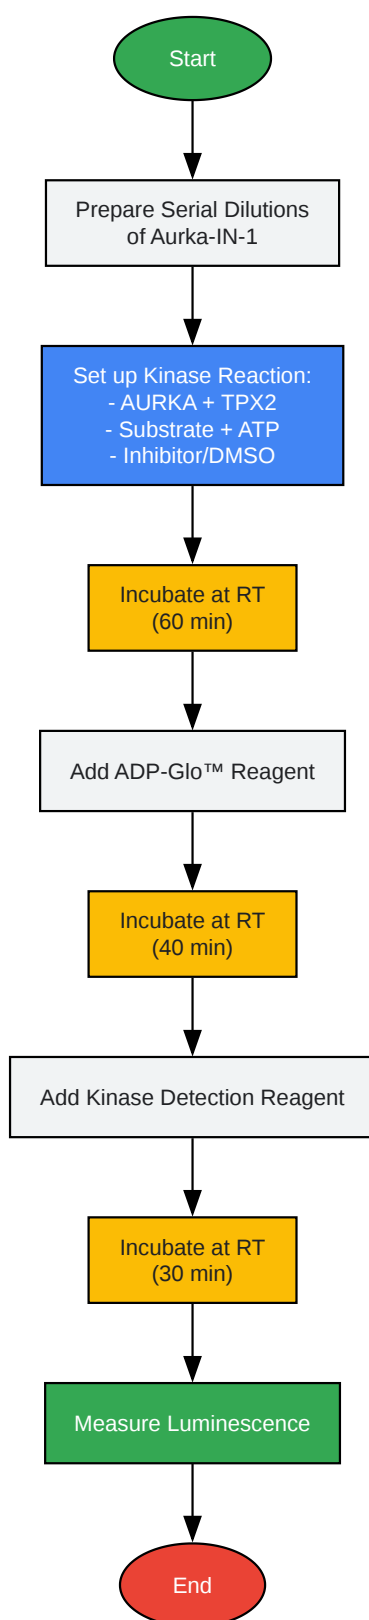 Start
Prepare Serial Dilutions
of Aurka-IN-1
Set up Kinase Reaction:
- AURKA + TPX2
- Substrate + ATP
- Inhibitor/DMSO
Incubate at RT
(60 min)
Add ADP-Glo™ Reagent
Incubate at RT
(40 min)
Add Kinase Detection Reagent
Incubate at RT
(30 min)
Measure Luminescence
End